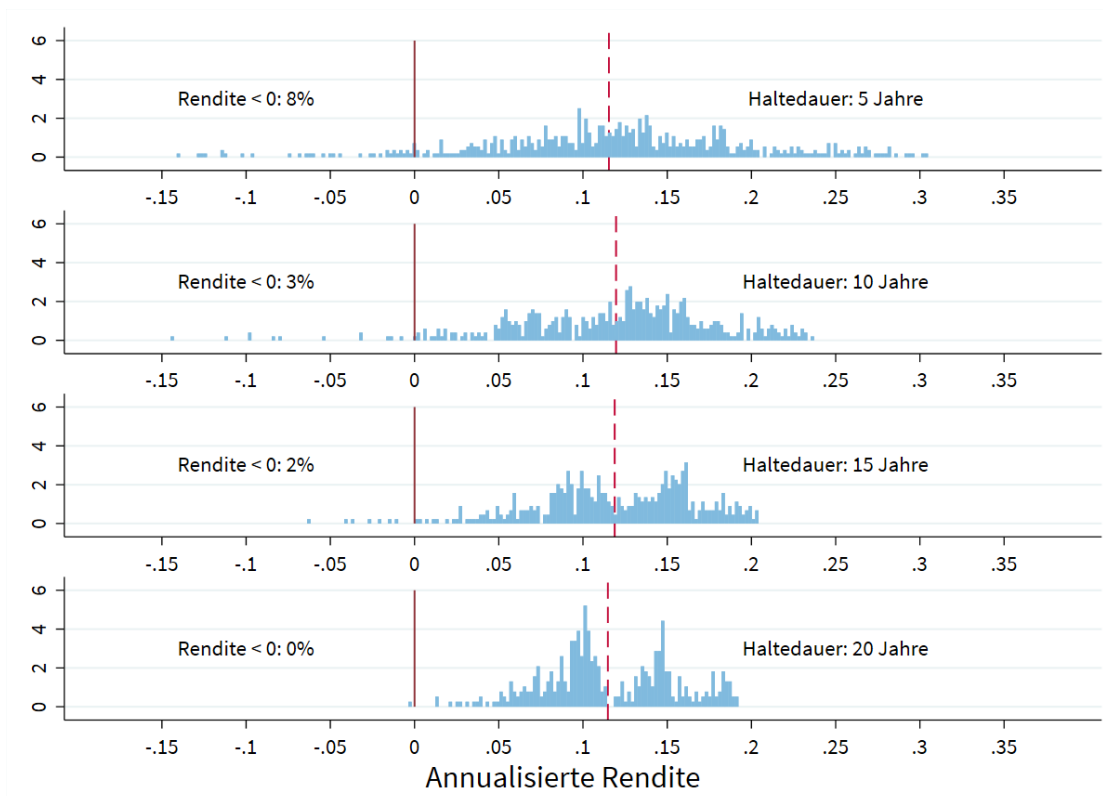 6
4
2
0
Rendite < 0: 8%
Haltedauer: 5 Jahre
-.15 -.1 -.05 0 .05 .1 .15 .2 .25 .3 .35
6
4
2
0
Rendite < 0: 3%
Haltedauer: 10 Jahre
-.15 -.1 -.05 0 .05 .1 .15 .2 .25 .3 .35
6
4
2
0
Rendite < 0: 2%
Haltedauer: 15 Jahre
-.15 -.1 -.05 0 .05 .1 .15 .2 .25 .3 .35
6
4
2
0
Rendite < 0: 0%
Haltedauer: 20 Jahre
-.15 -.1 -.05 0 .05 .1 .15 .2 .25 .3 .35
Annualisierte Rendite